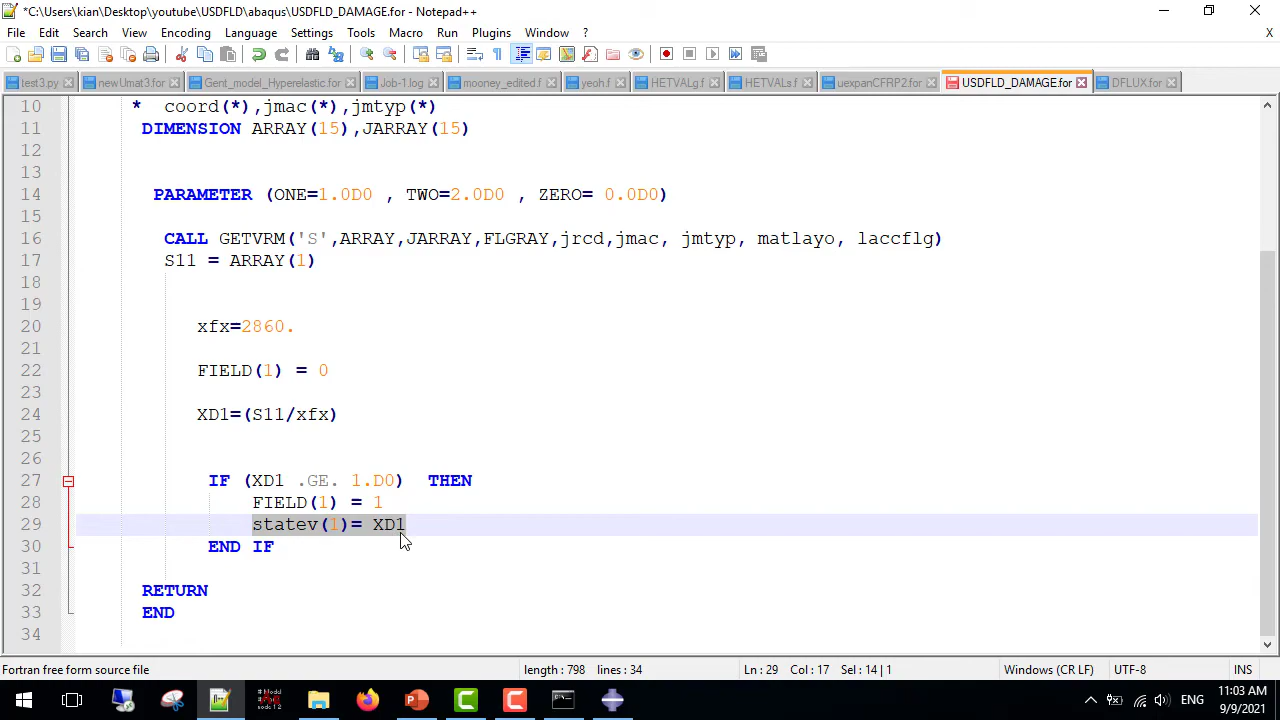 *C:\Users\kian\Desktop\youtube\USDFLD\abaqus\USDFLD_DAMAGE.for - Notepad++
File Edit Search View Encoding Language Settings Tools Macro Run Plugins Window ? X
test3.py newUmat3.for Gent_model_Hyperelastic.for Job-1.log mooney_edited.f yeoh.f HETVALg.f HETVALs.f uexpanCFRP2.for USDFLD_DAMAGE.for DFLUX.for
10 * coord(*),jmac(*),jmtyp(*)
11 DIMENSION ARRAY(15),JARRAY(15)
12
13
14 PARAMETER (ONE=1.0D0 , TWO=2.0D0 , ZERO= 0.0D0)
15
16 CALL GETVRM('S',ARRAY,JARRAY,FLGRAY,jrcd,jmac, jmtyp, matlayo, laccflg)
17 S11 = ARRAY(1)
18
19
20 xfx=2860.
21
22 FIELD(1) = 0
23
24 XD1=(S11/xfx)
25
26
27 IF (XD1 .GE. 1.D0) THEN
28 FIELD(1) = 1
29 statev(1)= XD1
30 END IF
31
32 RETURN
33 END
34
Fortran free form source file length : 798 lines : 34 Ln : 29 Col : 17 Sel : 14 | 1 Windows (CR LF) UTF-8 INS
ENG 11:03 AM
9/9/2021